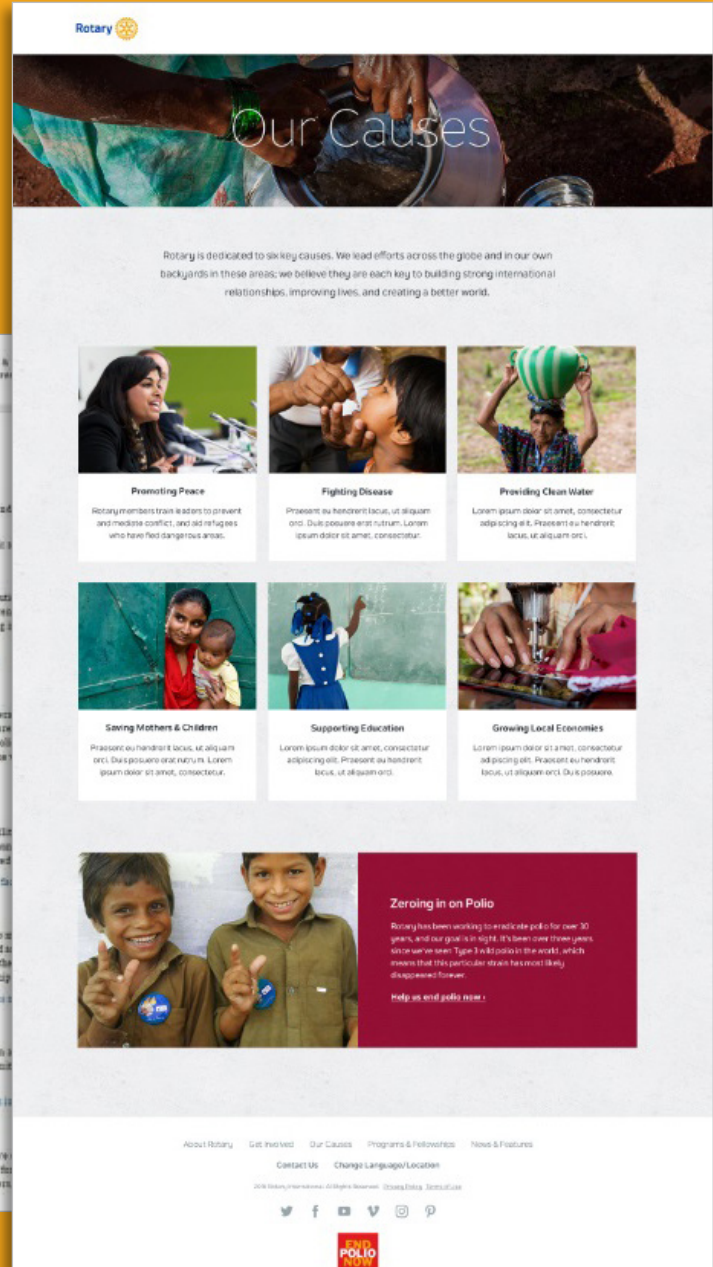 Rotary
Our Causes
Rotary is dedicated to six key causes. We lead efforts across the globe and in our own
backyards in these areas; we believe they are each key to building strong international
relationships, improving lives, and creating a better world.
Promoting Peace
Rotary members train leaders to prevent
and mediate conflict, and aid refugees
who have fled dangerous areas.
Fighting Disease
Praesent eu hendrerit lacus, ut aliquam
orci. Duis posuere erat rutrum. Lorem
ipsum dolor sit amet, consectetur.
Providing Clean Water
Lorem ipsum dolor sit amet, consectetur
adipiscing elit. Praesent eu hendrerit
lacus, ut aliquam orci.
Saving Mothers & Children
Praesent eu hendrerit lacus, ut aliquam
orci. Duis posuere erat rutrum. Lorem
ipsum dolor sit amet, consectetur.
Supporting Education
Lorem ipsum dolor sit amet, consectetur
adipiscing elit. Praesent eu hendrerit
lacus, ut aliquam orci.
Growing Local Economies
Lorem ipsum dolor sit amet, consectetur
adipiscing elit. Praesent eu hendrerit
lacus, ut aliquam orci. Duis posuere.
Zeroing in on Polio
Rotary has been working to eradicate polio for over 30
years, and our goal is in sight. It's been over three years
since we've seen Type 3 wild polio in the world, which
means that this particular strain has most likely
disappeared forever.
Help us end polio now ›
About Rotary Get Involved Our Causes Programs & Fellowships News & Features
Contact Us Change Language/Location
Rotary International. All Rights Reserved. Privacy Policy Terms of Use
END
POLIO
NOW